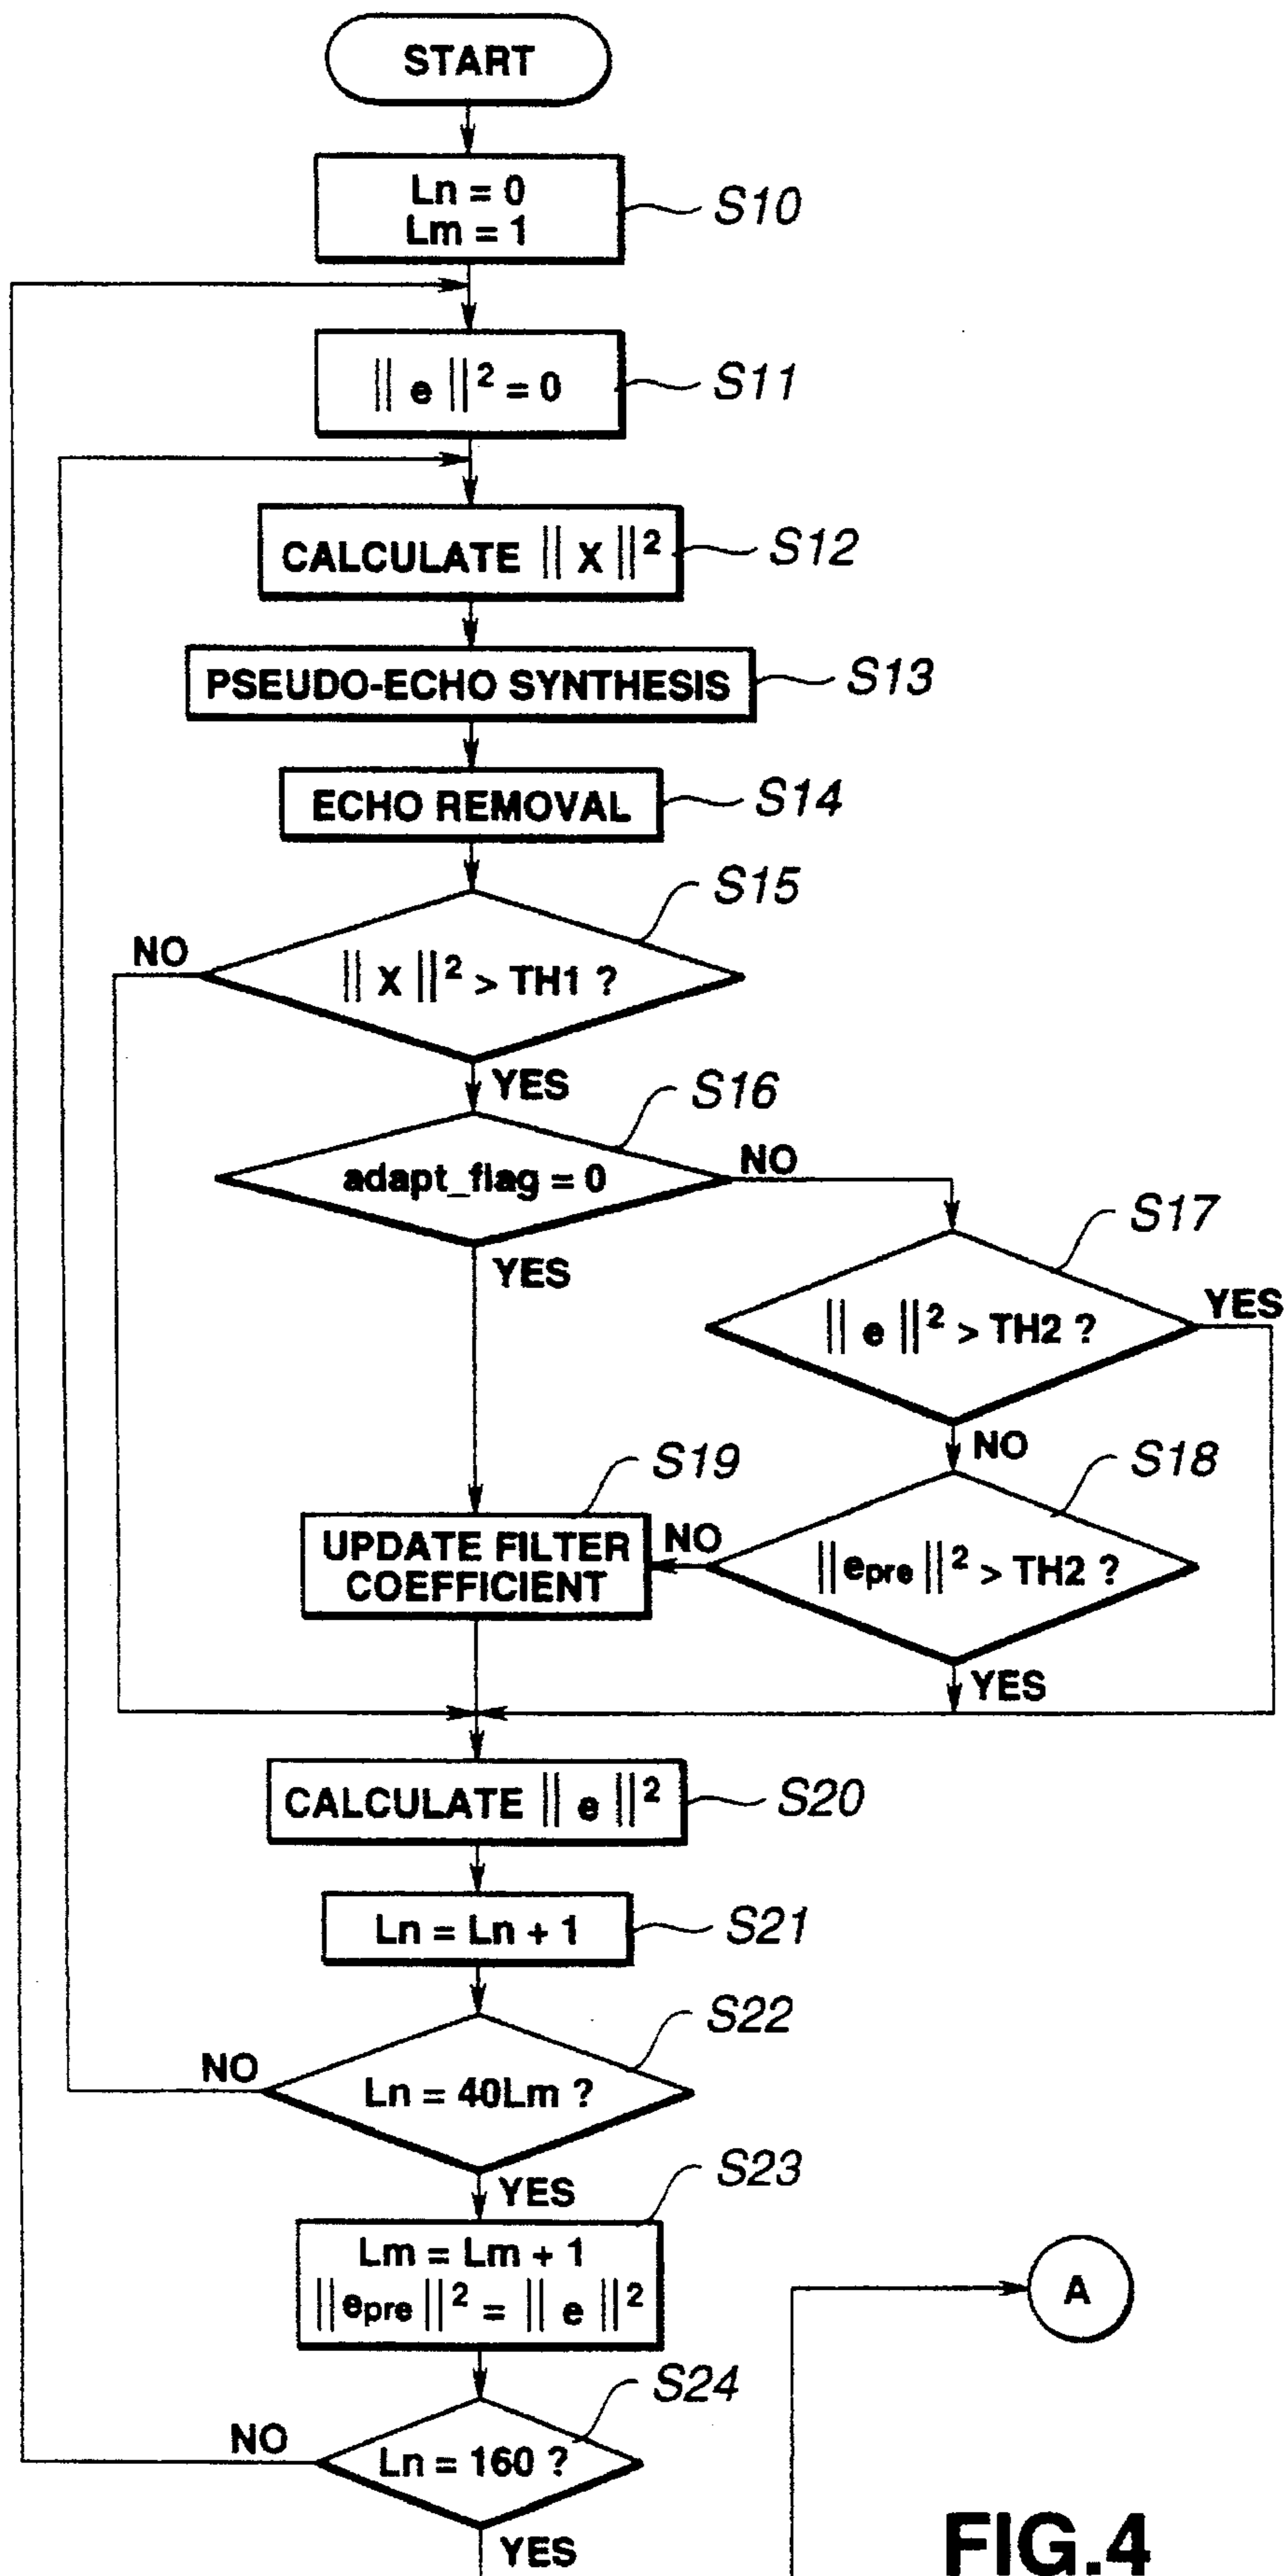 START
Ln = 0
Lm = 1
S10
|| e ||² = 0
S11
CALCULATE || X ||²
S12
PSEUDO-ECHO SYNTHESIS
S13
ECHO REMOVAL
S14
S15
NO
|| X ||² > TH1 ?
YES
S16
adapt_flag = 0
NO
YES
S17
|| e ||² > TH2 ?
YES
NO
S18
||epre ||² > TH2 ?
NO
YES
S19
UPDATE FILTER
COEFFICIENT
CALCULATE || e ||²
S20
Ln = Ln + 1
S21
S22
NO
Ln = 40Lm ?
YES
S23
Lm = Lm + 1
||epre ||² = || e ||²
A
S24
NO
Ln = 160 ?
YES
FIG.4